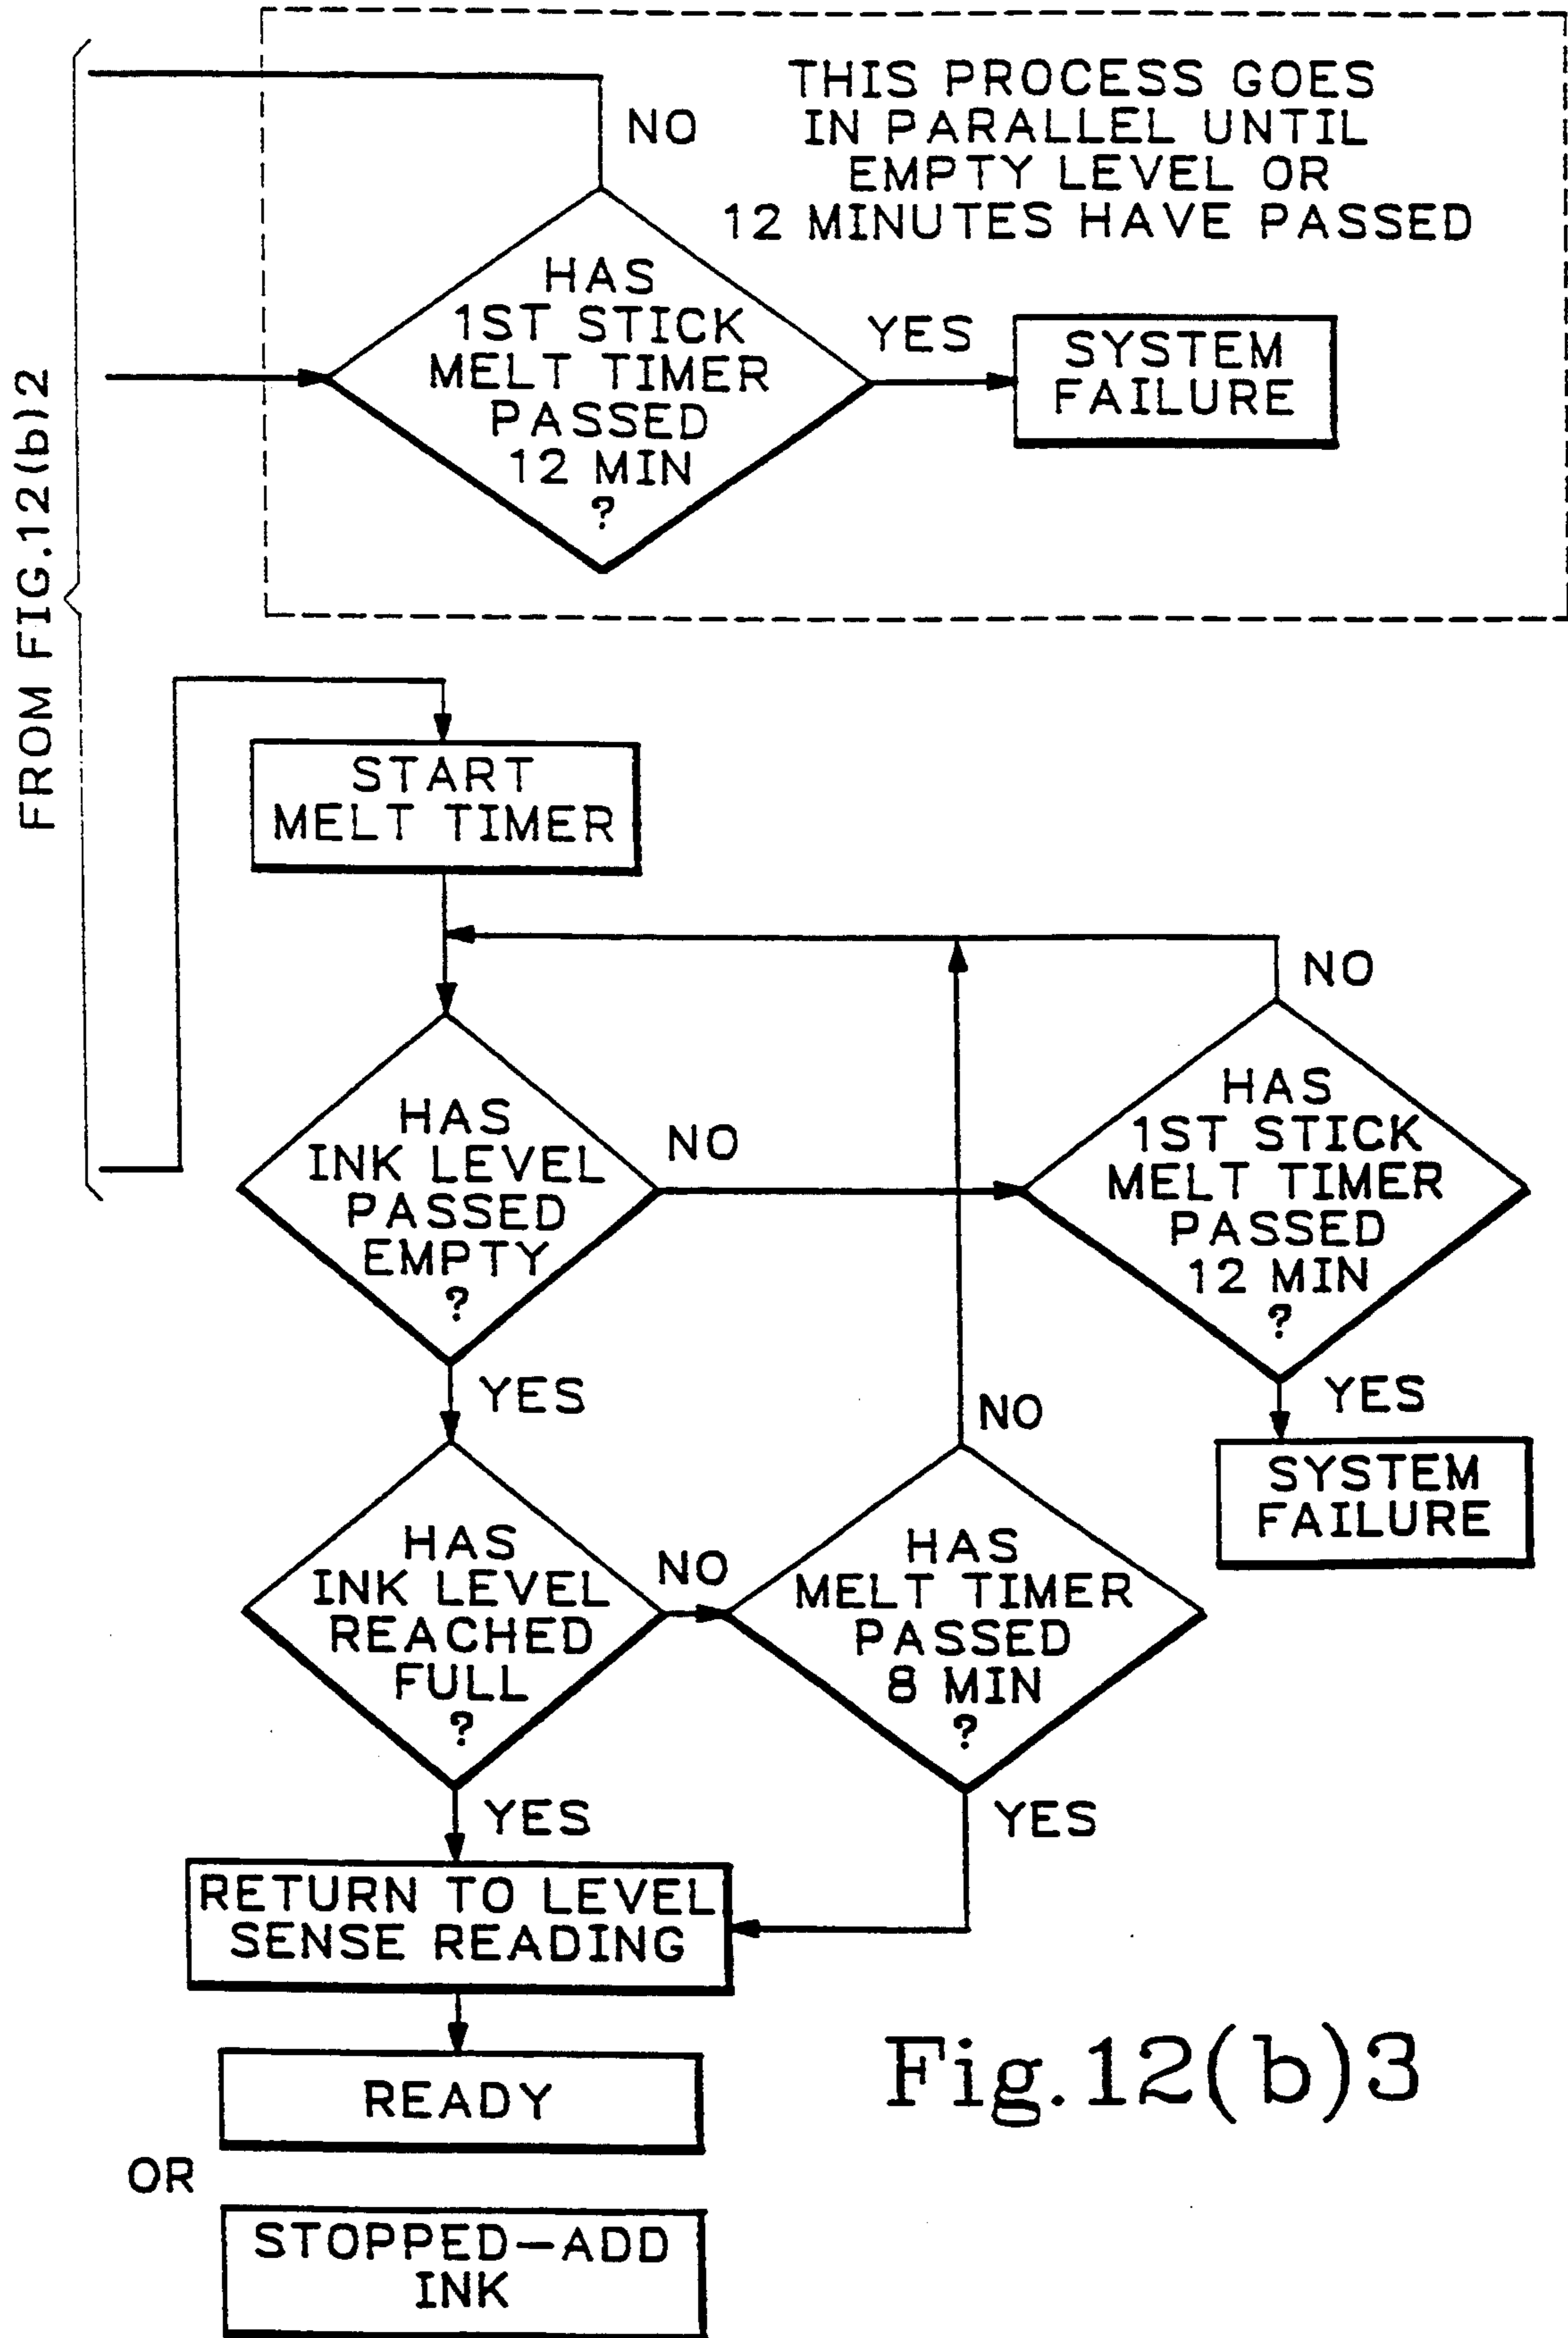 THIS PROCESS GOES
IN PARALLEL UNTIL
EMPTY LEVEL OR
12 MINUTES HAVE PASSED
NO
HAS
1ST STICK
MELT TIMER
PASSED
12 MIN
?
YES
SYSTEM
FAILURE
FROM FIG.12(b)2
START
MELT TIMER
HAS
INK LEVEL
PASSED
EMPTY
?
NO
HAS
1ST STICK
MELT TIMER
PASSED
12 MIN
?
NO
YES
SYSTEM
FAILURE
YES
HAS
INK LEVEL
REACHED
FULL
?
NO
HAS
MELT TIMER
PASSED
8 MIN
?
NO
YES
YES
RETURN TO LEVEL
SENSE READING
READY
OR
STOPPED-ADD
INK
Fig.12(b)3